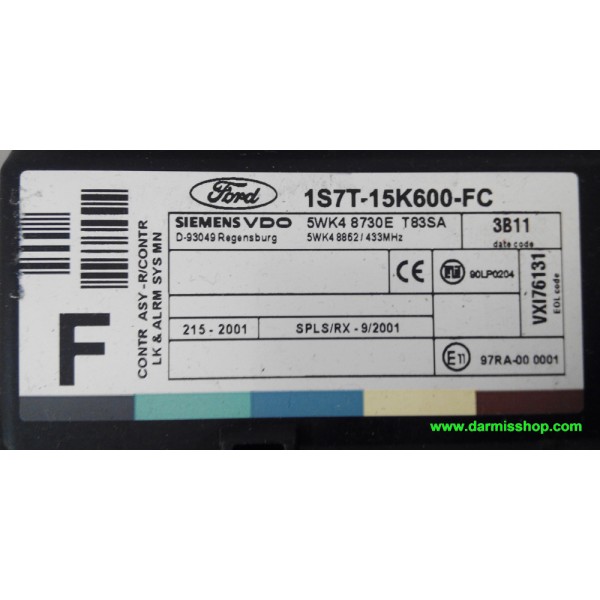 F
CONTR ASY -R/CONTR
LK & ALRM SYS MN
Ford
1S7T-15K600-FC
SIEMENS VDO
D-93049 Regensburg
5WK4 8730E T83SA
5WK4 8852/433MHz
3B11
date code
CE
90LP0204
VXI76131
EOL code
215 - 2001
SPLS/RX - 9/2001
E11
97RA-00 0001
www.darmisshop.com